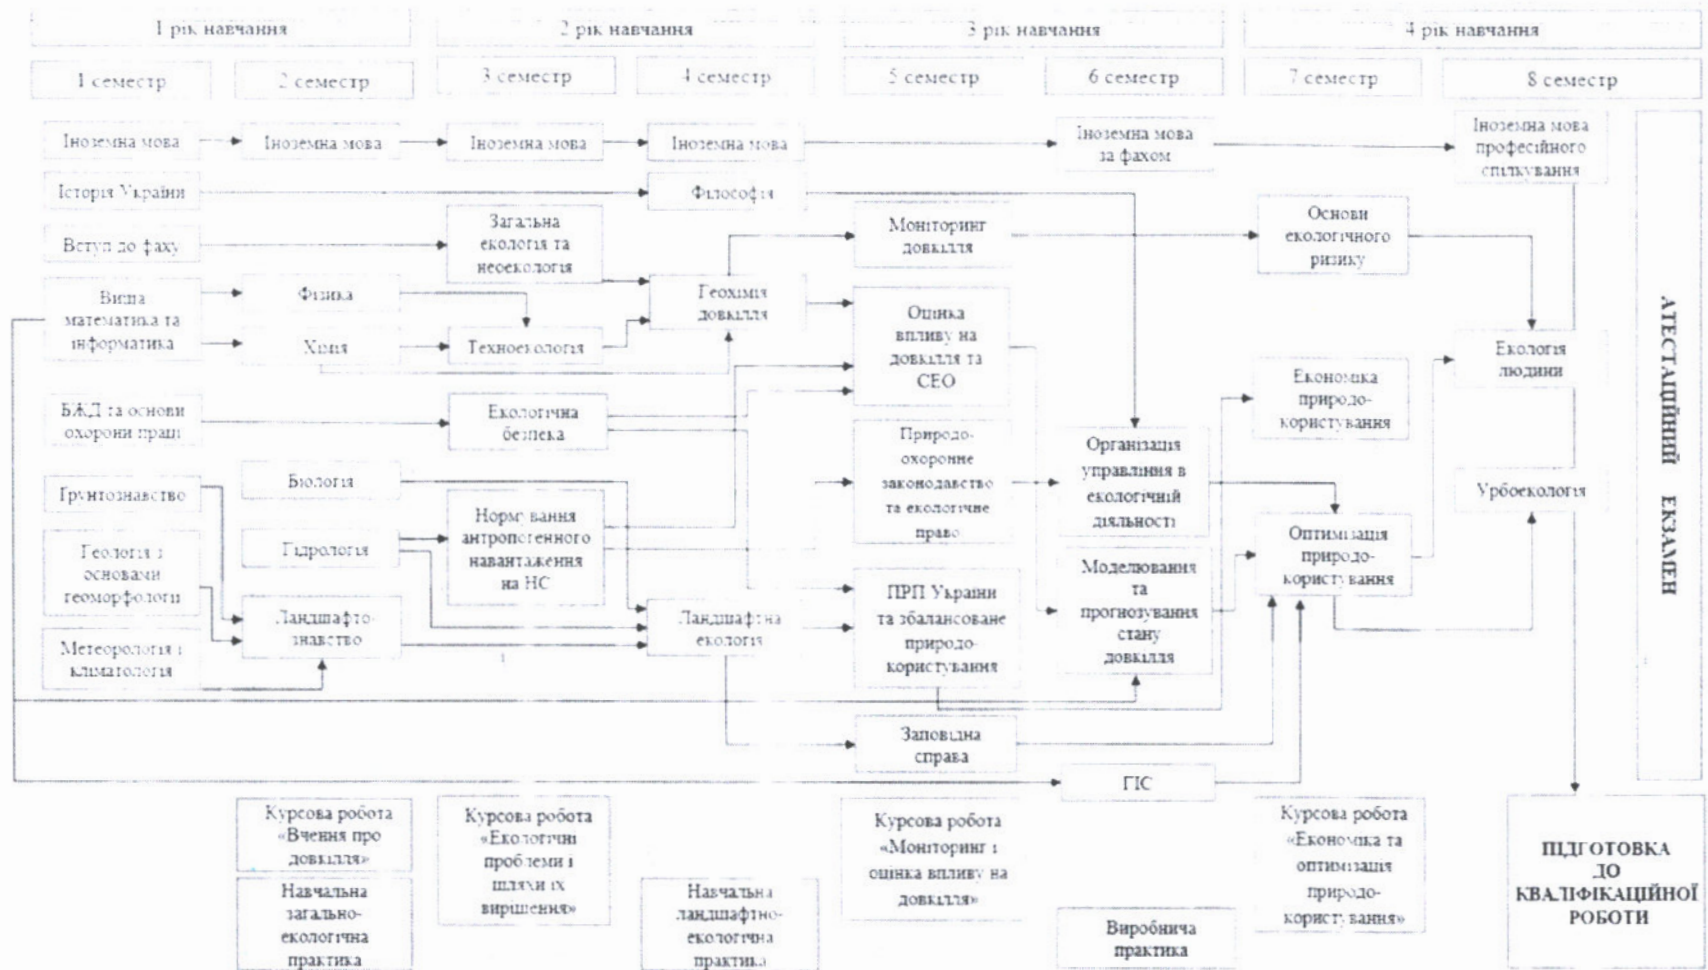 1 рік навчання
2 рік навчання
3 рік навчання
4 рік навчання
1 семестр
2 семестр
3 семестр
4 семестр
5 семестр
6 семестр
7 семестр
8 семестр
Іноземна мова
Іноземна мова
Іноземна мова
Іноземна мова
Іноземна мова
за фахом
Іноземна мова
професійного
спілкування
Історія України
Філософія
Вступ до фаху
Загальна
екологія та
неоекологія
Моніторинг
довкілля
Основи
екологічного
ризику
Вища
математика та
інформатика
Фізика
Хімія
Техноекологія
Геохімія
довкілля
Оцінка
впливу на
довкілля та
СЕО
Екологія
людини
Економіка
природо-
користування
БЖД та основи
охорони праці
Екологічна
безпека
Природо-
охоронне
законодавство
та екологічне
право
Організація
управління в
екологічній
діяльності
Урбоекологія
Ґрунтознавство
Біологія
Гідрологія
Нормування
антропогенного
навантаження
на НС
Геологія з
основами
геоморфології
Ландшафто-
знавство
Ландшафтна
екологія
ПРП України
та збалансоване
природо-
користування
Моделювання
та
прогнозування
стану
довкілля
Оптимізація
природо-
користування
Метеорологія і
кліматологія
Заповідна
справа
ГІС
АТЕСТАЦІЙНИЙ ЕКЗАМЕН
Курсова робота
«Вчення про
довкілля»
Навчальна
загально-
екологічна
практика
Курсова робота
«Екологічні
проблеми і
шляхи їх
вирішення»
Навчальна
ландшафтно-
екологічна
практика
Курсова робота
«Моніторинг і
оцінка впливу на
довкілля»
Виробнича
практика
Курсова робота
«Економіка та
оптимізація
природо-
користування»
ПІДГОТОВКА
ДО
КВАЛІФІКАЦІЙНОЇ
РОБОТИ